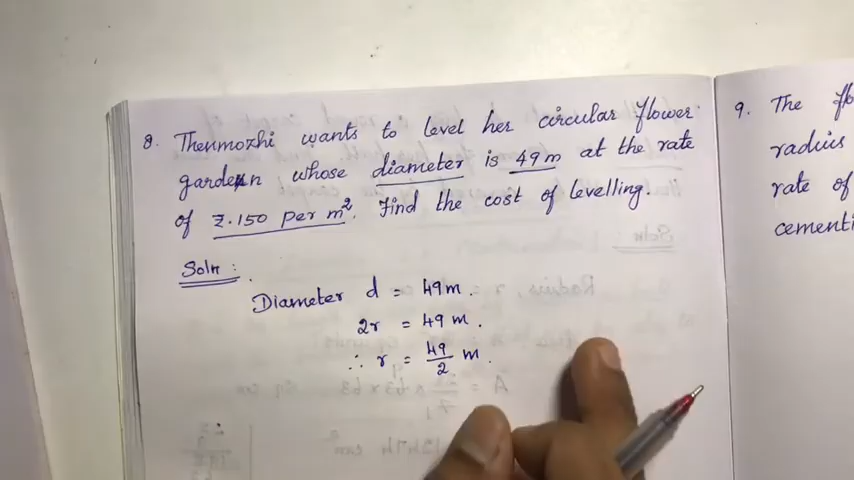 8. Thenmozhi wants to level her circular flower
garden whose diameter is 49m at the rate
of ₹.150 per m². Find the cost of levelling.
Soln :
Diameter d = 49m.
2r = 49 m.
∴ r = 49/2 m.
9. The
radius
rate of
cementi